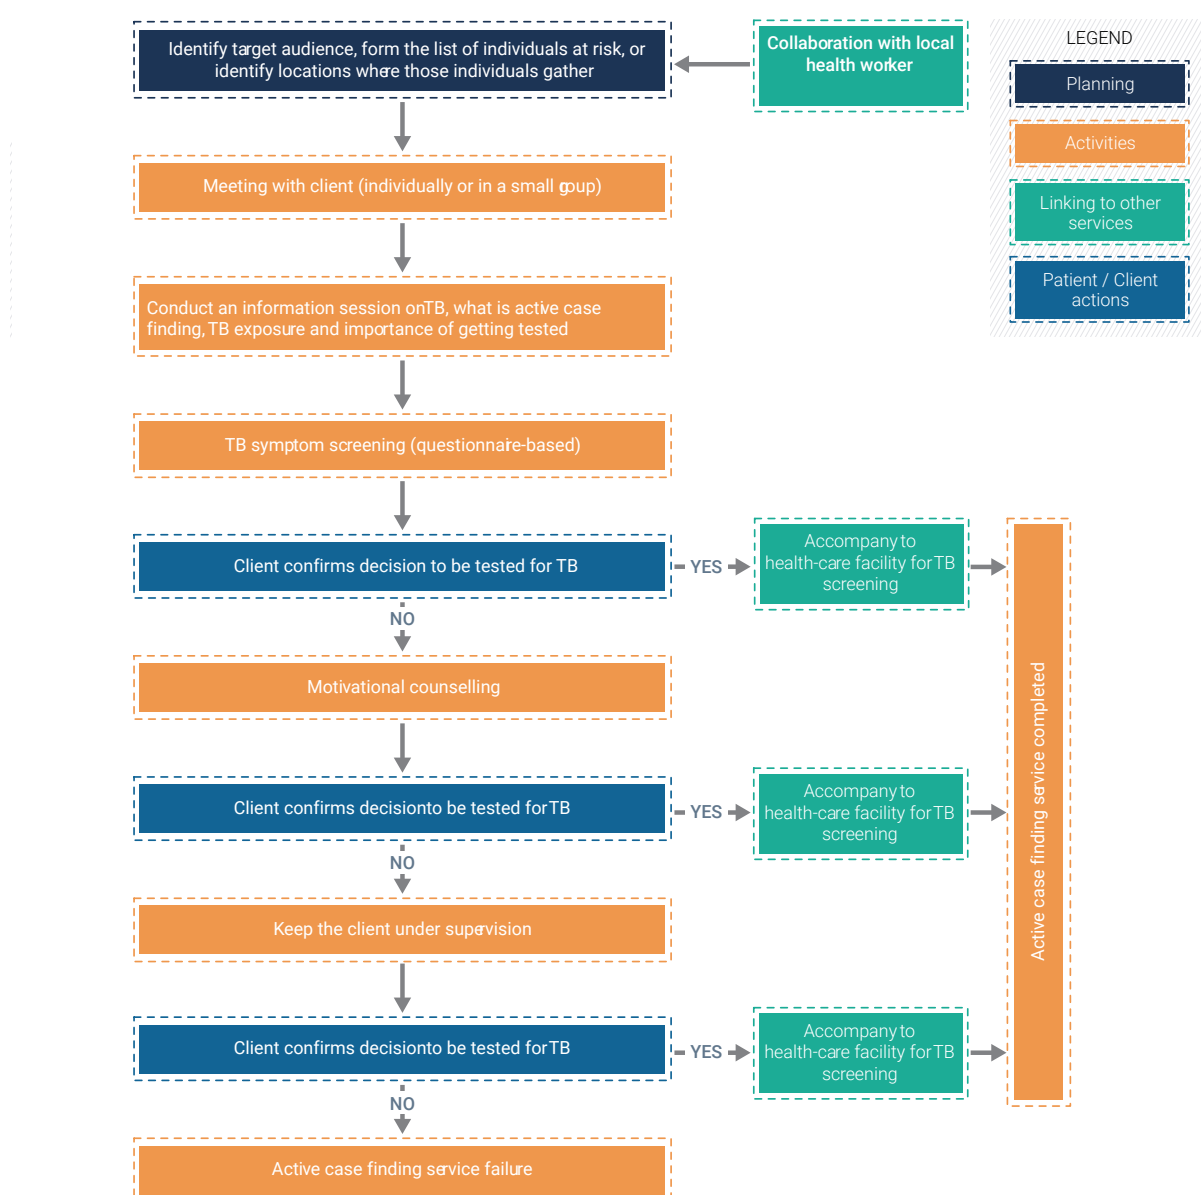 Identify target audience, form the list of individuals at risk, or
identify locations where those individuals gather
Collaboration with local
health worker
LEGEND
Planning
Activities
Linking to other
services
Patient / Client
actions
Meeting with client (individually or in a small group)
Conduct an information session onTB, what is active case
finding, TB exposure and importance of getting tested
TB symptom screening (questionnaire-based)
Client confirms decision to be tested for TB
YES
Accompany to
health-care facility for TB
screening
NO
Motivational counselling
Client confirms decisionto be tested for TB
YES
Accompany to
health-care facility for TB
screening
NO
Keep the client under supervision
Client confirms decisionto be tested for TB
YES
Accompany to
health-care facility for TB
screening
NO
Active case finding service failure
Active case finding service completed